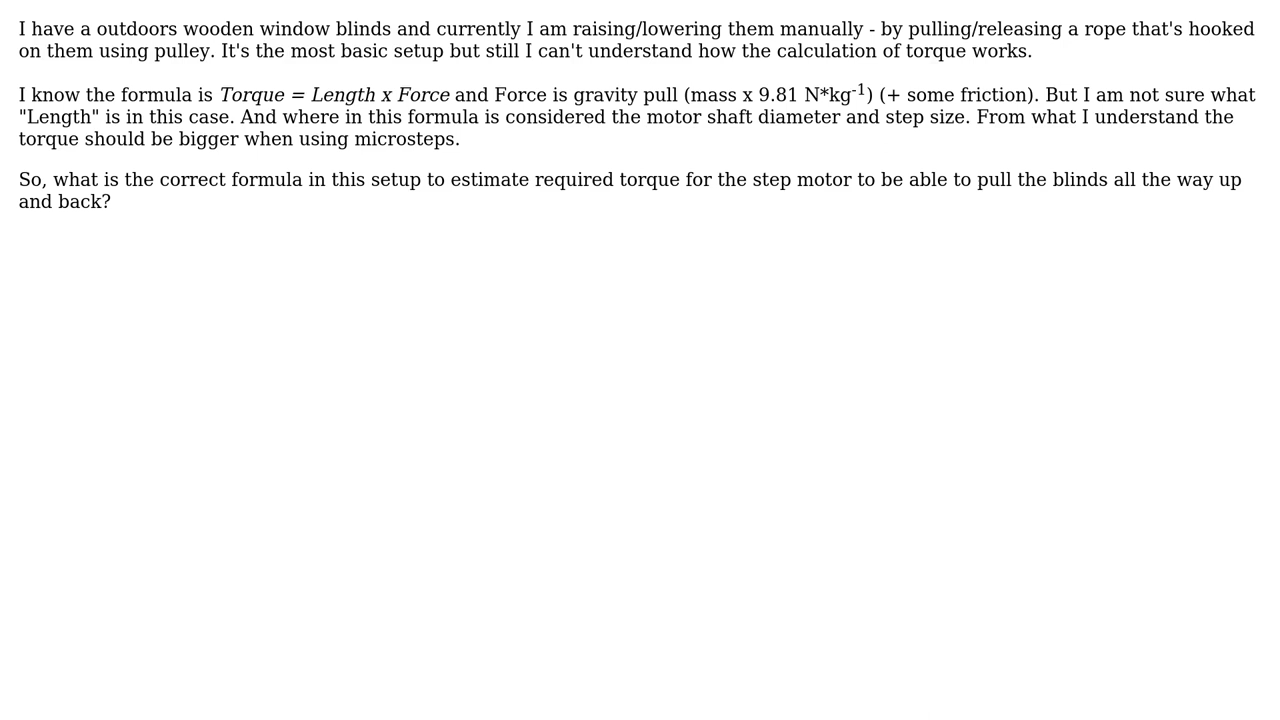 I have a outdoors wooden window blinds and currently I am raising/lowering them manually - by pulling/releasing a rope that's hooked
on them using pulley. It's the most basic setup but still I can't understand how the calculation of torque works.
I know the formula is Torque = Length x Force and Force is gravity pull (mass x 9.81 N*kg-1) (+ some friction). But I am not sure what
"Length" is in this case. And where in this formula is considered the motor shaft diameter and step size. From what I understand the
torque should be bigger when using microsteps.
So, what is the correct formula in this setup to estimate required torque for the step motor to be able to pull the blinds all the way up
and back?